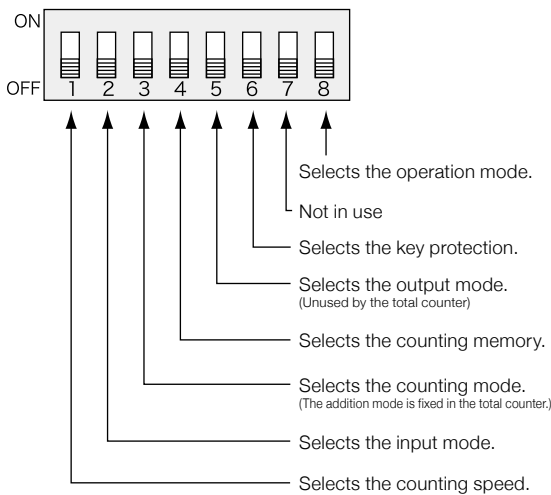 ON
OFF
1 2 3 4 5 6 7 8
Selects the operation mode.
Not in use
Selects the key protection.
Selects the output mode.
(Unused by the total counter)
Selects the counting memory.
Selects the counting mode.
(The addition mode is fixed in the total counter.)
Selects the input mode.
Selects the counting speed.